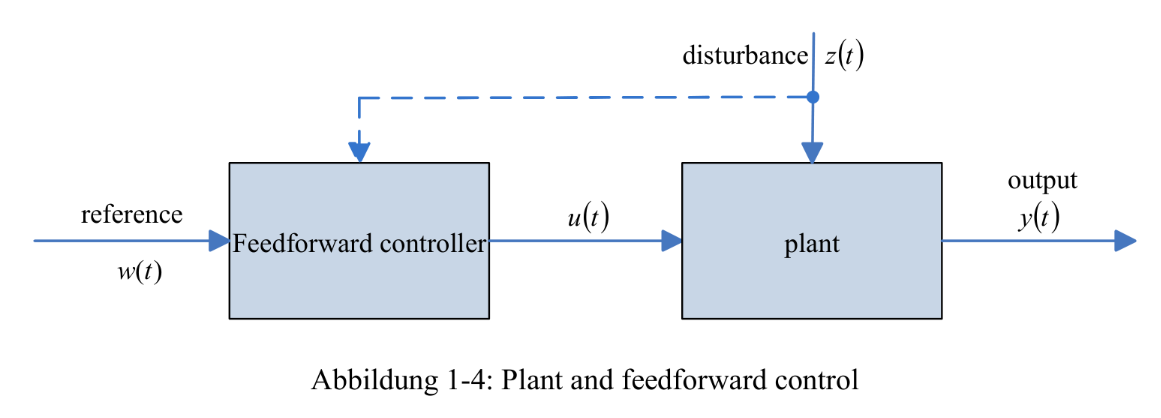 disturbance z(t)
reference
w(t)
Feedforward controller
u(t)
plant
output
y(t)
Abbildung 1-4: Plant and feedforward control